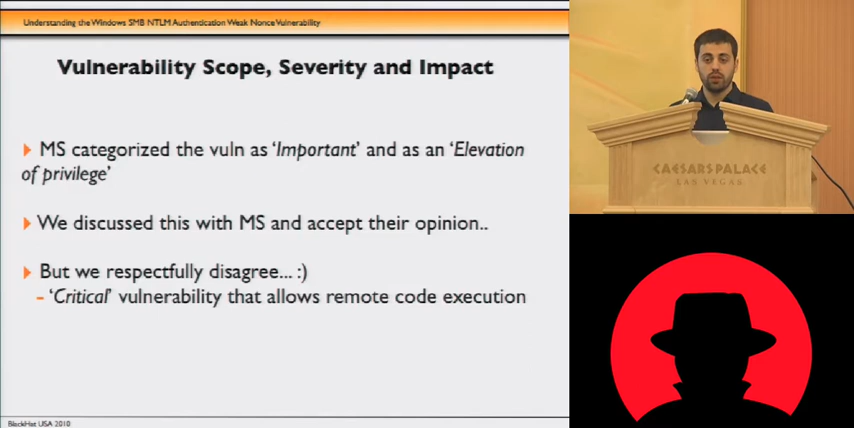 Understanding the Windows SMB NTLM Authentication Weak Nonce Vulnerability
Vulnerability Scope, Severity and Impact
MS categorized the vuln as 'Important' and as an 'Elevation
of privilege'
We discussed this with MS and accept their opinion..
But we respectfully disagree... :)
- 'Critical' vulnerability that allows remote code execution
BlackHat USA 2010
CAESARS PALACE
LAS VEGAS